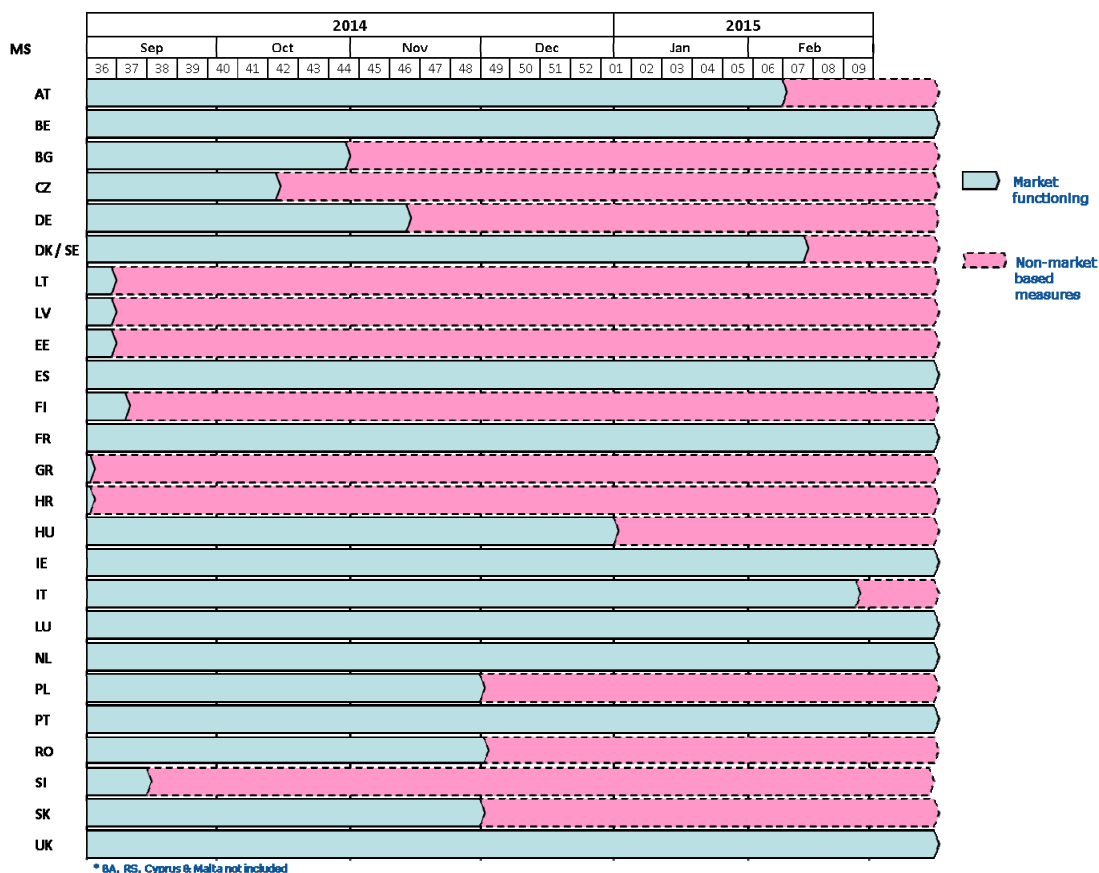 2014 2015
MS Sep Oct Nov Dec Jan Feb
36 37 38 39 40 41 42 43 44 45 46 47 48 49 50 51 52 01 02 03 04 05 06 07 08 09
AT
BE
BG
CZ
DE
DK / SE
LT
LV
EE
ES
FI
FR
GR
HR
HU
IE
IT
LU
NL
PL
PT
RO
SI
SK
UK
Market
functioning
Non-market
based
measures
* BA, RS, Cyprus & Malta not included